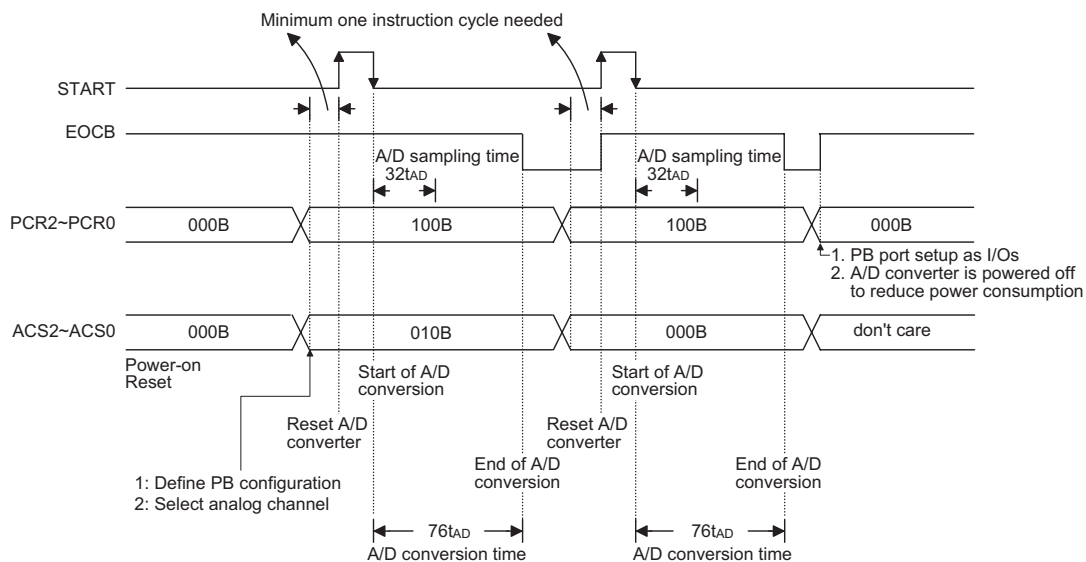 Minimum one instruction cycle needed
START
EOCB
A/D sampling time
32tAD
A/D sampling time
32tAD
PCR2~PCR0
000B
100B
100B
000B
1. PB port setup as I/Os
2. A/D converter is powered off
to reduce power consumption
ACS2~ACS0
000B
010B
000B
don't care
Power-on
Reset
Start of A/D
conversion
Start of A/D
conversion
Reset A/D
converter
Reset A/D
converter
1: Define PB configuration
2: Select analog channel
End of A/D
conversion
End of A/D
conversion
76tAD
A/D conversion time
76tAD
A/D conversion time